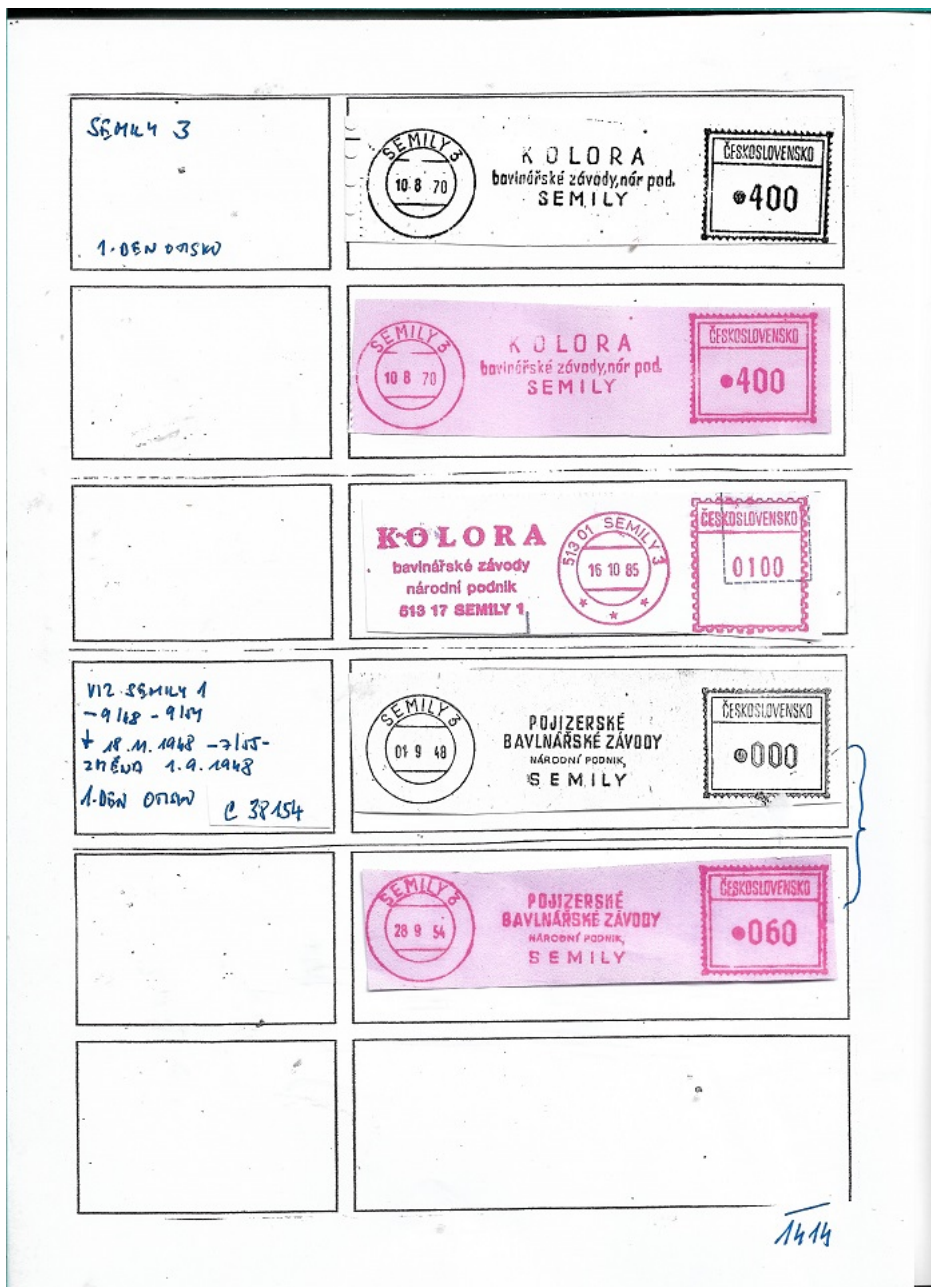 SEMILY 3
1. DEN OTISKU
SEMILY 3
10 8 70
KOLORA
bavlnářské závody, nár pod.
SEMILY
ČESKOSLOVENSKO
400
SEMILY 3
10 8 70
KOLORA
bavlnářské závody, nár pod.
SEMILY
ČESKOSLOVENSKO
400
KOLORA
bavlnářské závody
národní podnik
513 17 SEMILY 1
513 01 SEMILY 3
16 10 85
ČESKOSLOVENSKO
0100
VIZ SEMILY 1
- 9/48 - 9/54
+ 18.11.1948 - 7/55 -
ZMĚNA 1.9.1948
1. DEN OTISKU
C 38154
SEMILY 3
01 9 48
POJIZERSKÉ
BAVLNÁŘSKÉ ZÁVODY
NÁRODNÍ PODNIK,
SEMILY
ČESKOSLOVENSKO
000
SEMILY 3
28 9 54
POJIZERSKÉ
BAVLNÁŘSKÉ ZÁVODY
NÁRODNÍ PODNIK,
SEMILY
ČESKOSLOVENSKO
060
1414